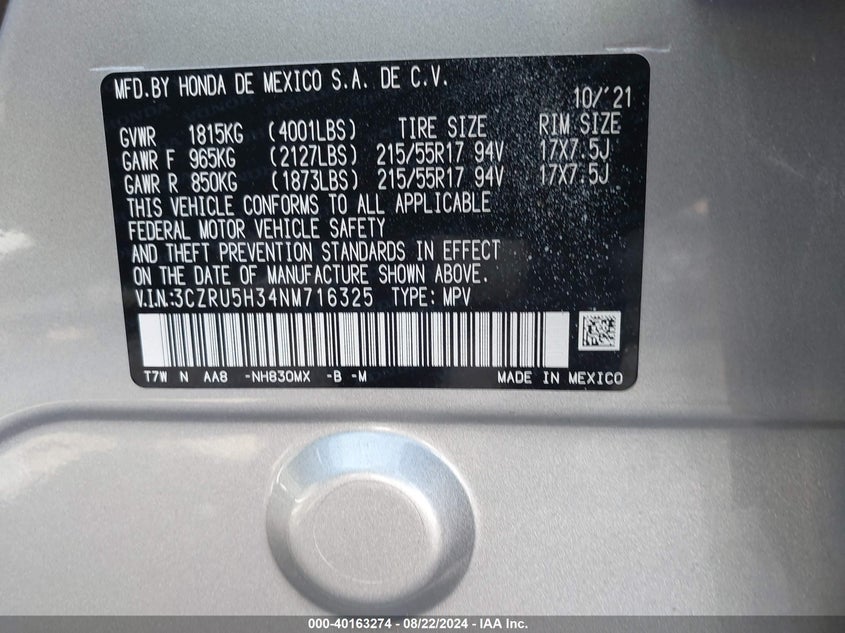 MFD.BY HONDA DE MEXICO S.A. DE C.V.
10/'21
GVWR 1815KG (4001LBS) TIRE SIZE RIM SIZE
GAWR F 965KG (2127LBS) 215/55R17 94V 17X7.5J
GAWR R 850KG (1873LBS) 215/55R17 94V 17X7.5J
THIS VEHICLE CONFORMS TO ALL APPLICABLE
FEDERAL MOTOR VEHICLE SAFETY
AND THEFT PREVENTION STANDARDS IN EFFECT
ON THE DATE OF MANUFACTURE SHOWN ABOVE.
V.I.N.:3CZRU5H34NM716325 TYPE: MPV
T7W N AA8 -NH830MX -B -M MADE IN MEXICO
000-40163274 - 08/22/2024 - IAA Inc.